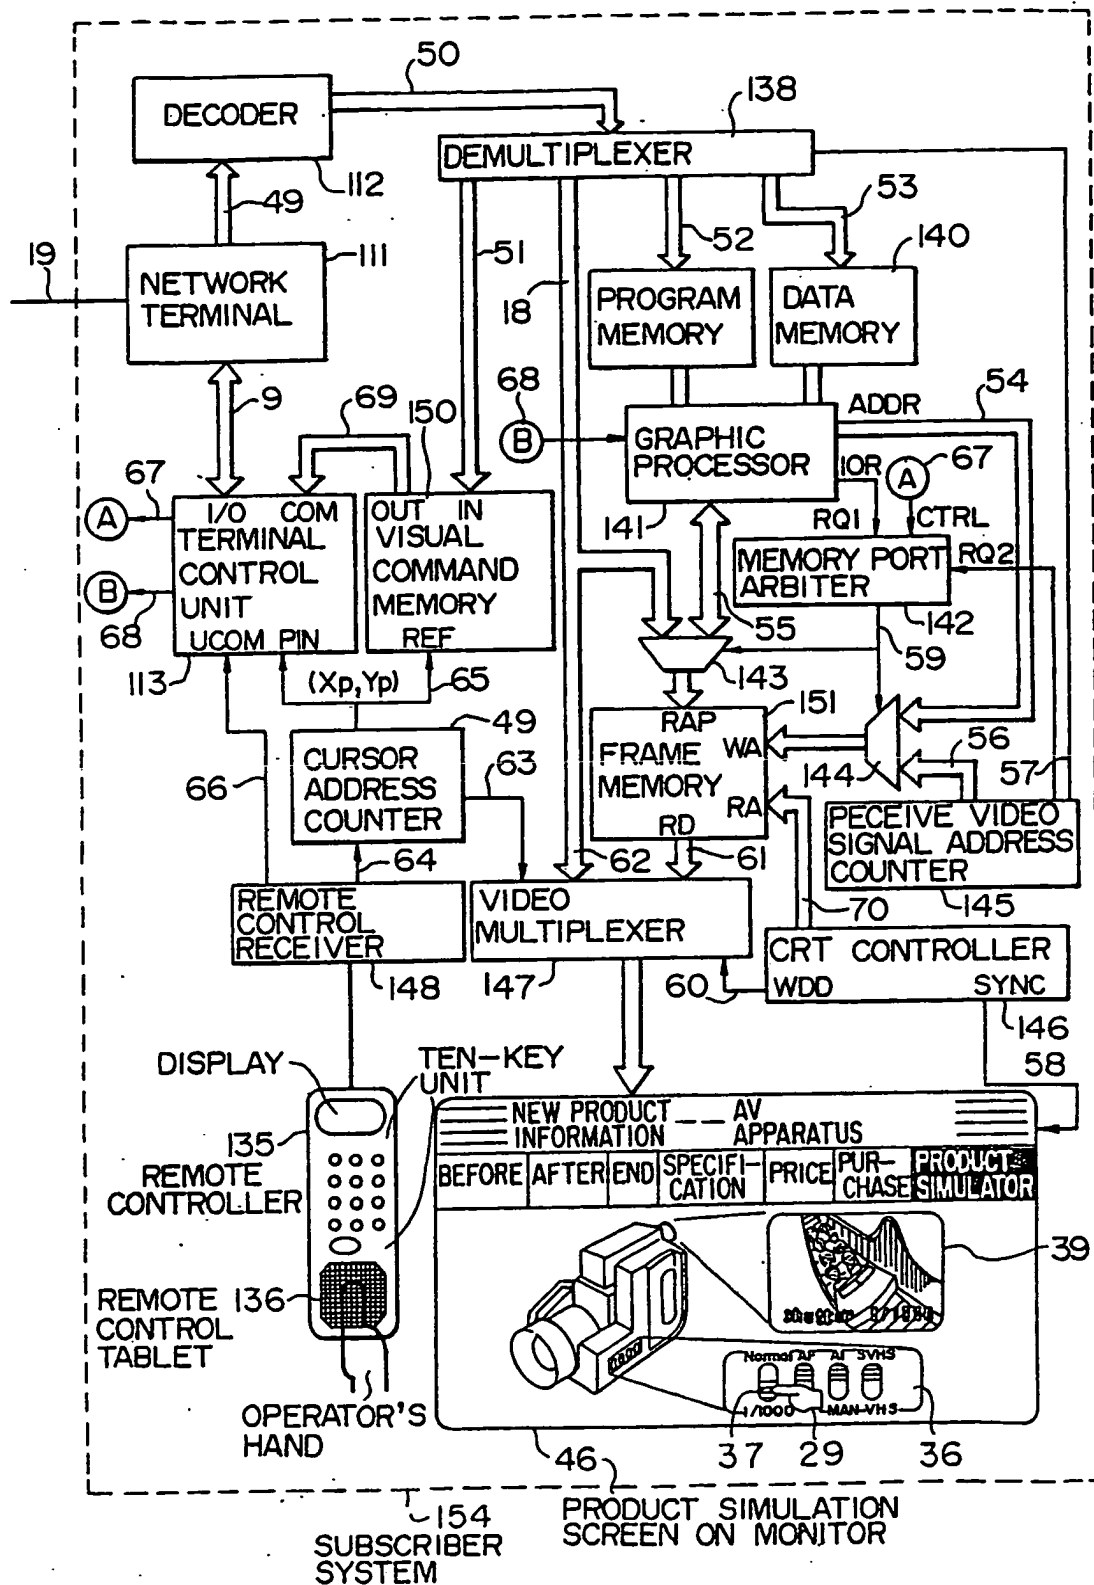 50
138
DECODER
DEMULTIPLEXER
112
49
53
19
111
51
52
140
NETWORK
TERMINAL
18
PROGRAM
MEMORY
DATA
MEMORY
9
69
150
68
54
ADDR
B
GRAPHIC
PROCESSOR
IOR
67
A
67
A
I/O COM
OUT IN
141
RQ1
CTRL
TERMINAL
CONTROL
UNIT
VISUAL
COMMAND
MEMORY
MEMORY PORT
ARBITER
RQ2
B
68
UCOM PIN
REF
55
142
59
113
(Xp, Yp)
65
143
49
RAP
151
CURSOR
ADDRESS
COUNTER
63
FRAME
MEMORY
WA
144
56
57
66
RA
RD
PECEIVE VIDEO
SIGNAL ADDRESS
COUNTER
64
62
61
REMOTE
CONTROL
RECEIVER
VIDEO
MULTIPLEXER
70
145
CRT CONTROLLER
148
147
60
WDD
SYNC
146
DISPLAY
TEN-KEY
UNIT
58
135
NEW PRODUCT
INFORMATION
AV
APPARATUS
REMOTE
CONTROLLER
BEFORE
AFTER
END
SPECIFI-
CATION
PRICE
PUR-
CHASE
PRODUCT
SIMULATOR
39
REMOTE 136
CONTROL
TABLET
Normal AF AI SVHS
1/1000 MAN VHS
OPERATOR'S
HAND
46
37
29
36
154
SUBSCRIBER
SYSTEM
PRODUCT SIMULATION
SCREEN ON MONITOR